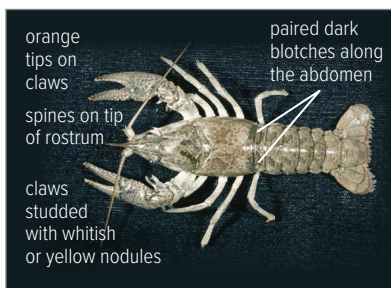 orange
tips on
claws
spines on tip
of rostrum
claws
studded
with whitish
or yellow nodules
paired dark
blotches along
the abdomen